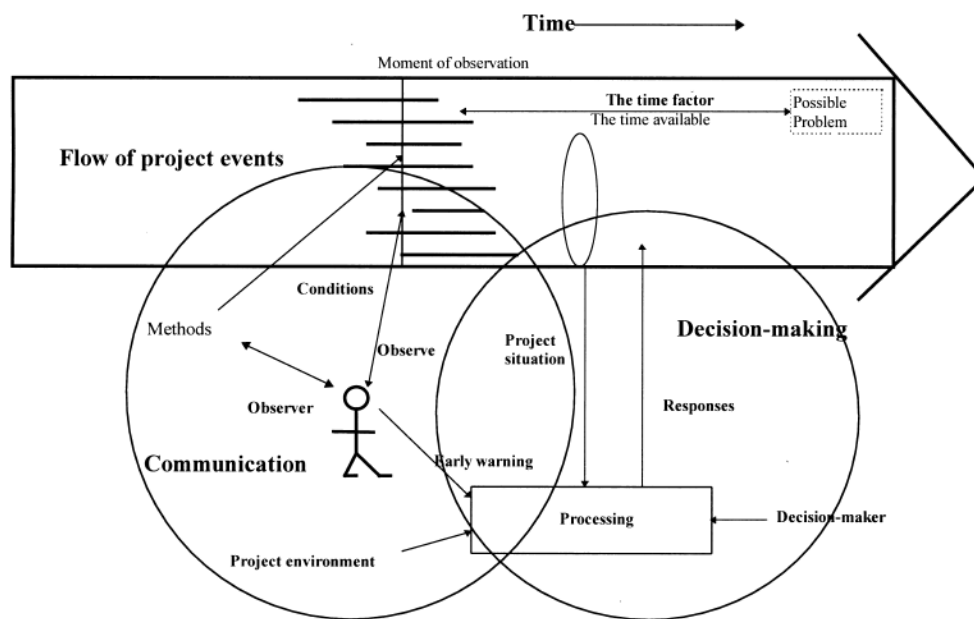 Time
Moment of observation
The time factor
The time available
Possible
Problem
Flow of project events
Conditions
Methods
Observe
Project
situation
Decision-making
Observer
Responses
Communication
Early warning
Processing
Decision-maker
Project environment